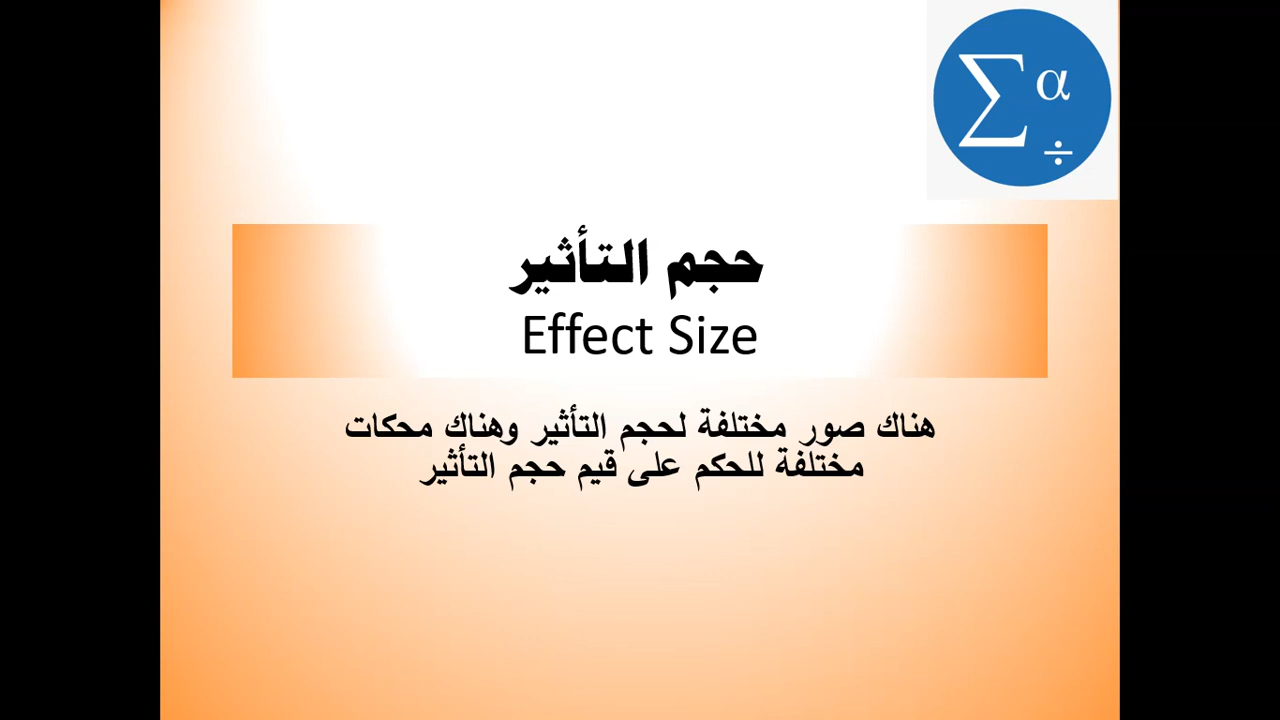 Σ α ÷
حجم التأثير
Effect Size
هناك صور مختلفة لحجم التأثير وهناك محكات
مختلفة للحكم على قيم حجم التأثير